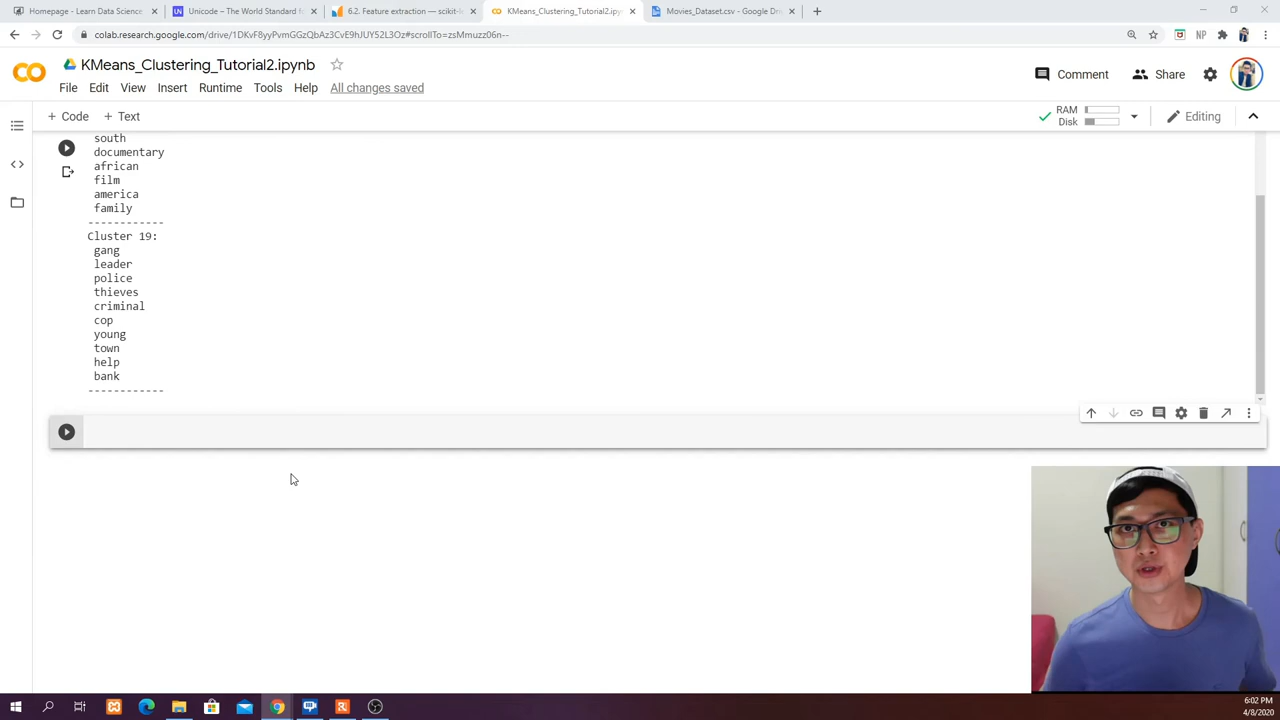 Homepage - Learn Data Science
Unicode – The World Standard fo
6.2. Feature extraction — scikit-l
KMeans_Clustering_Tutorial2.ipyn
Movies_Dataset.csv - Google Driv
colab.research.google.com/drive/1DKvF8yyPvmGGzQbAz3CvE9hJUY52L3Oz#scrollTo=zsMmuzz06n--
NP
CO
KMeans_Clustering_Tutorial2.ipynb
Comment
Share
File Edit View Insert Runtime Tools Help All changes saved
+ Code + Text
RAM
Disk
Editing
south
documentary
african
film
america
family
------------
Cluster 19:
gang
leader
police
thieves
criminal
cop
young
town
help
bank
------------
6:02 PM
4/8/2020